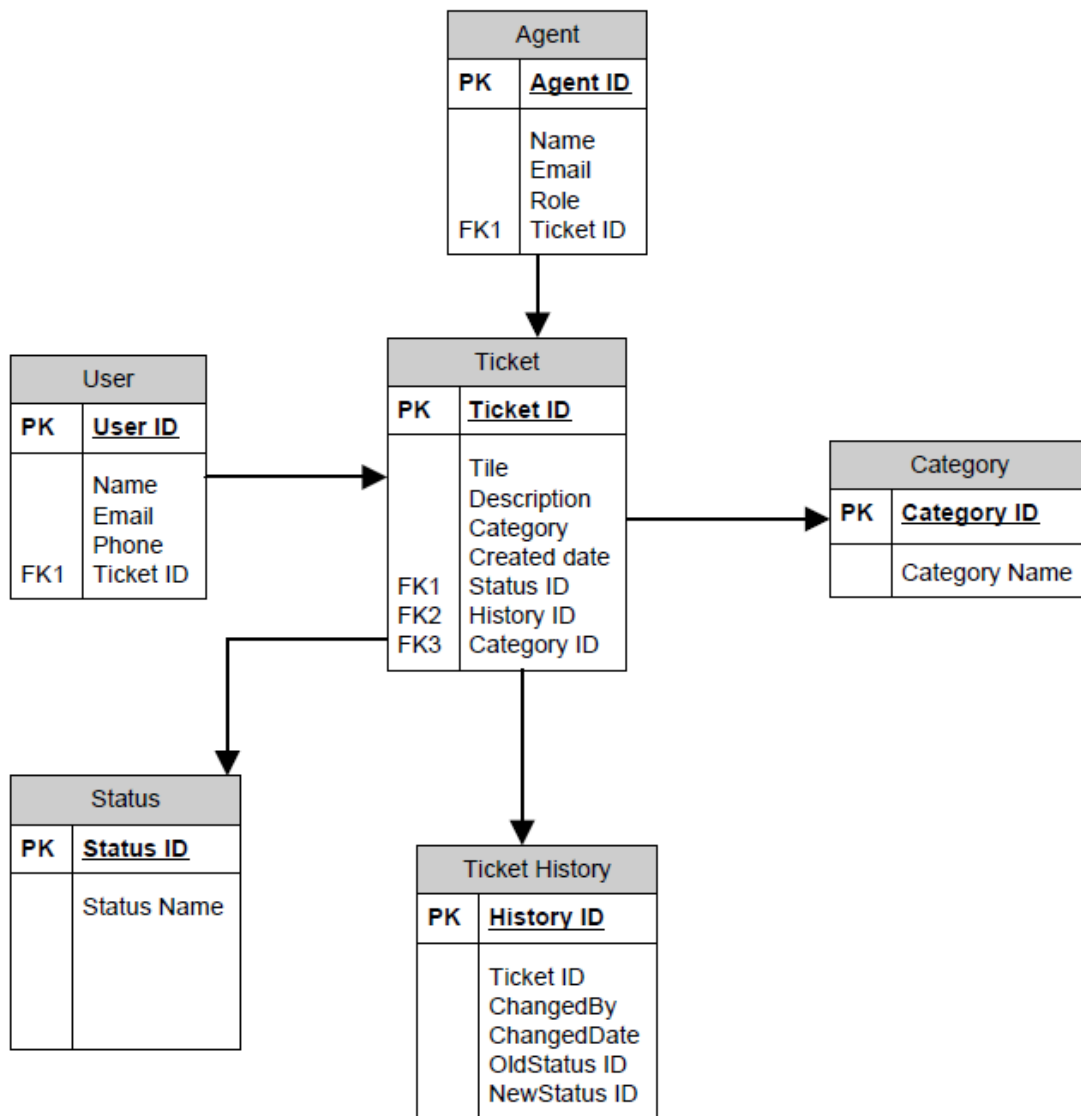 Agent
PK Agent ID
Name
Email
Role
FK1 Ticket ID
User
PK User ID
Name
Email
Phone
FK1 Ticket ID
Ticket
PK Ticket ID
Tile
Description
Category
Created date
FK1 Status ID
FK2 History ID
FK3 Category ID
Category
PK Category ID
Category Name
Status
PK Status ID
Status Name
Ticket History
PK History ID
Ticket ID
ChangedBy
ChangedDate
OldStatus ID
NewStatus ID